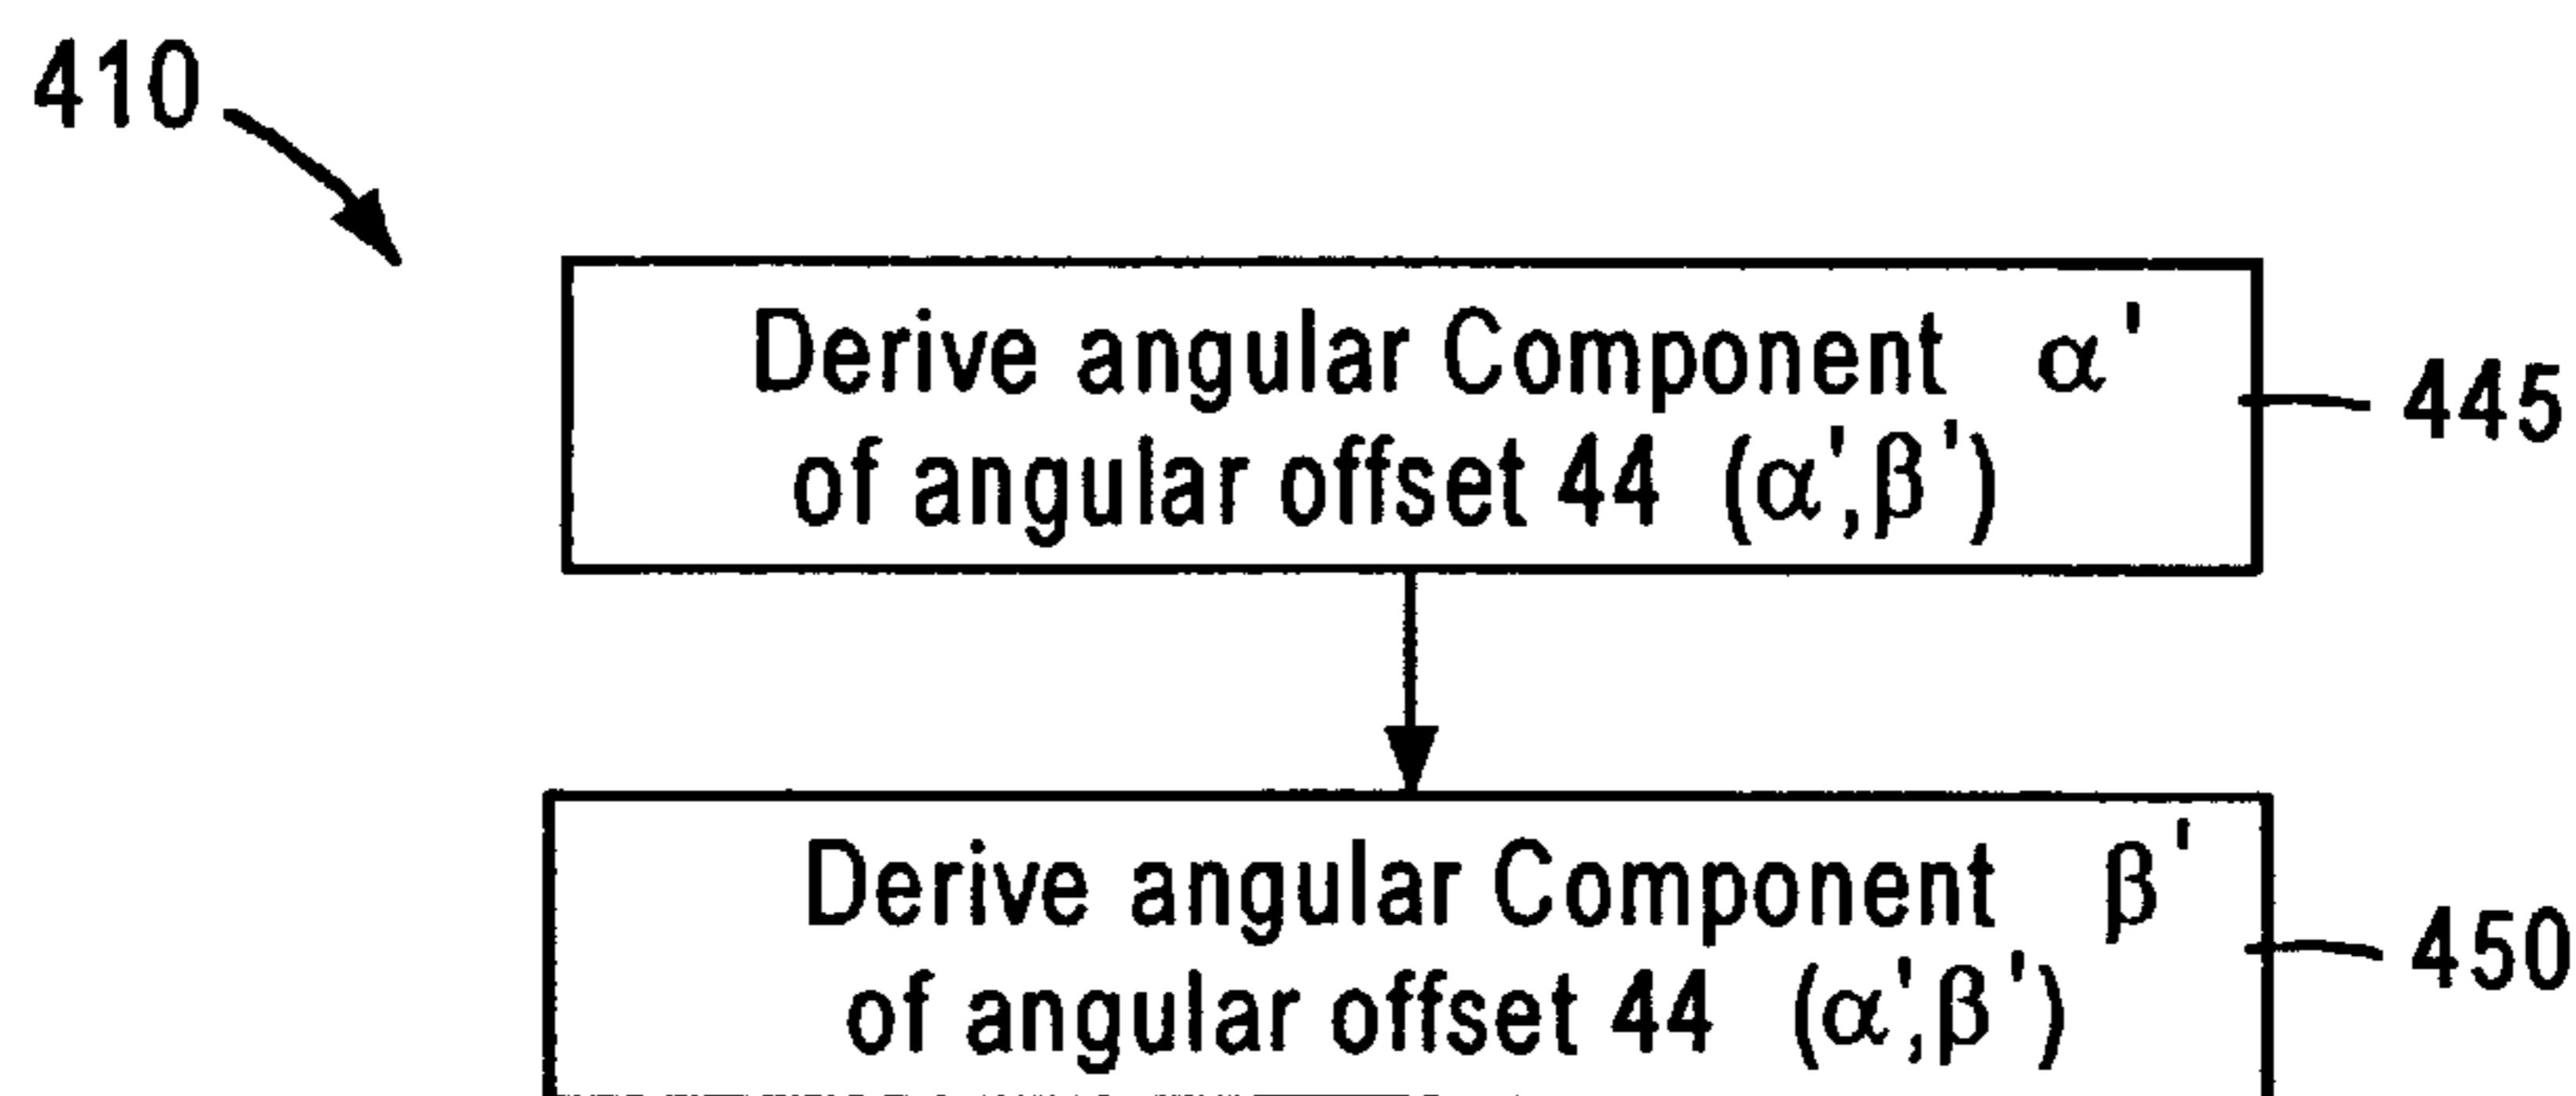 410
Derive angular Component α'
of angular offset 44 (α',β')
445
Derive angular Component β'
of angular offset 44 (α',β')
450